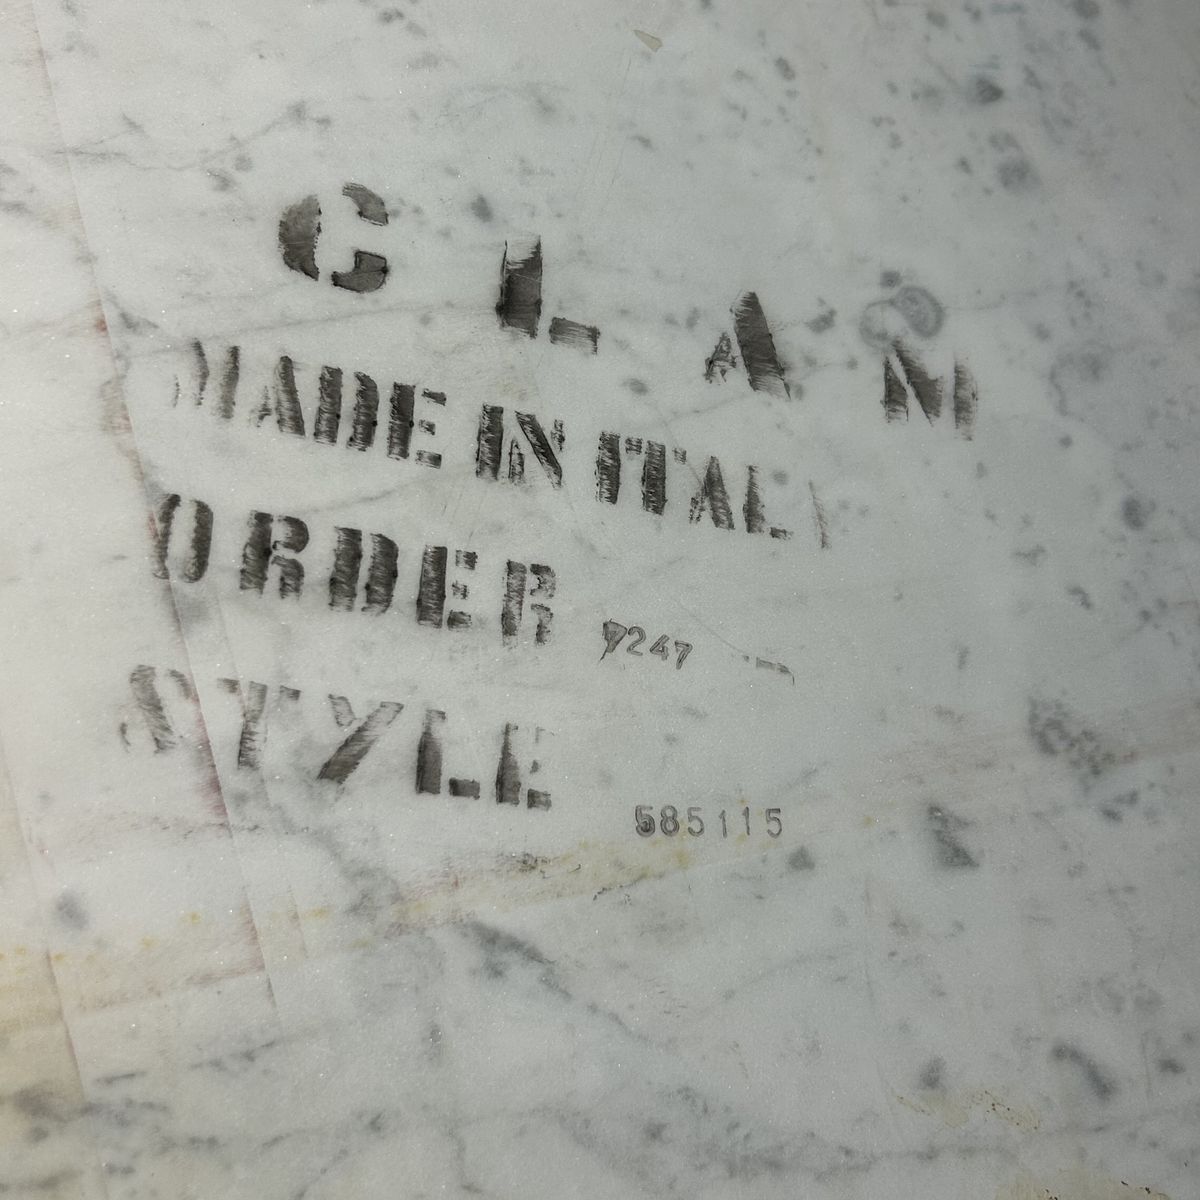 C L A M
MADE IN ITALY
ORDER 7247
STYLE 585115